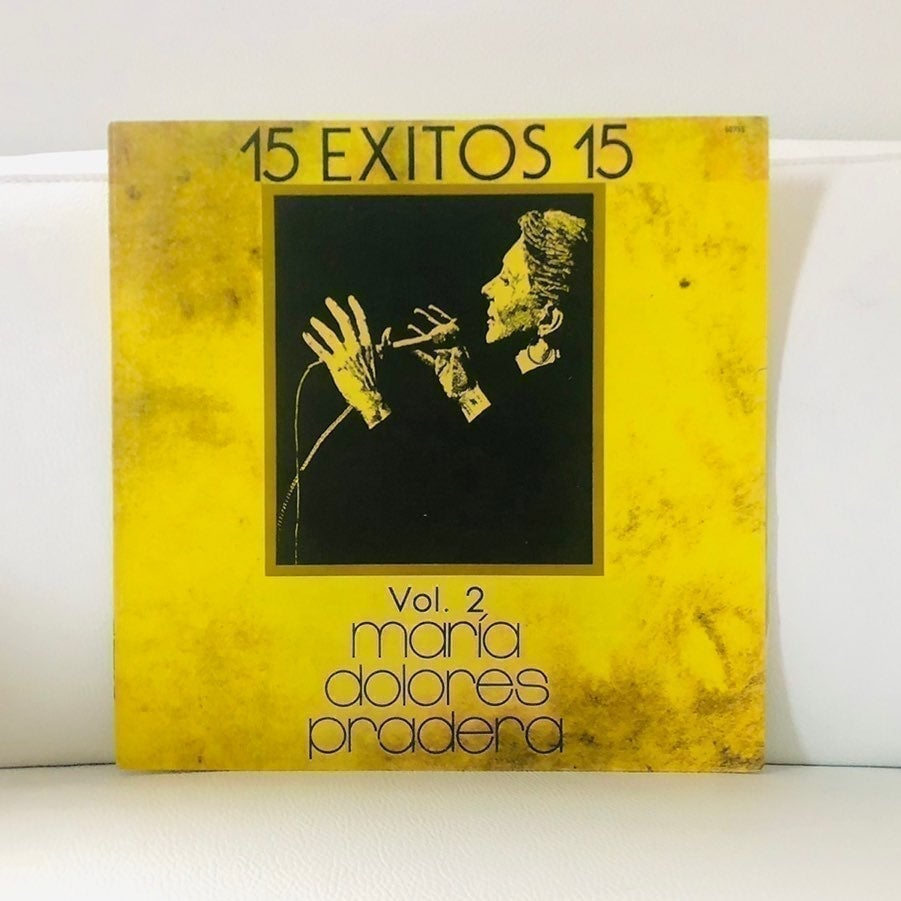 15 EXITOS 15
Vol. 2
maría
dolores
pradera